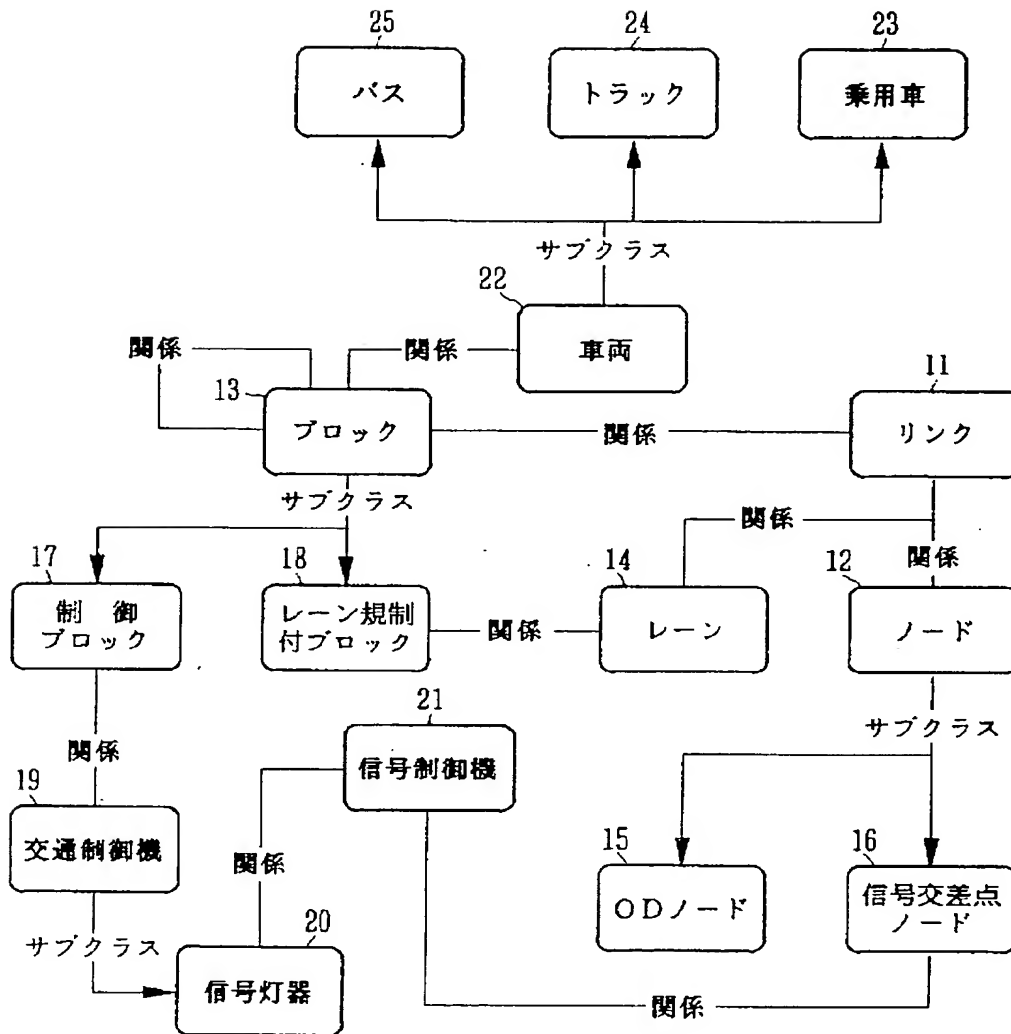 25
24
23
バス
トラック
乗用車
サブクラス
22
車両
関係
関係
13
ブロック
関係
11
リンク
サブクラス
関係
関係
17
制御
ブロック
18
レーン規制
付ブロック
関係
14
レーン
12
ノード
サブクラス
関係
21
信号制御機
19
交通制御機
関係
15
ODノード
16
信号交差点
ノード
サブクラス
20
信号灯器
関係